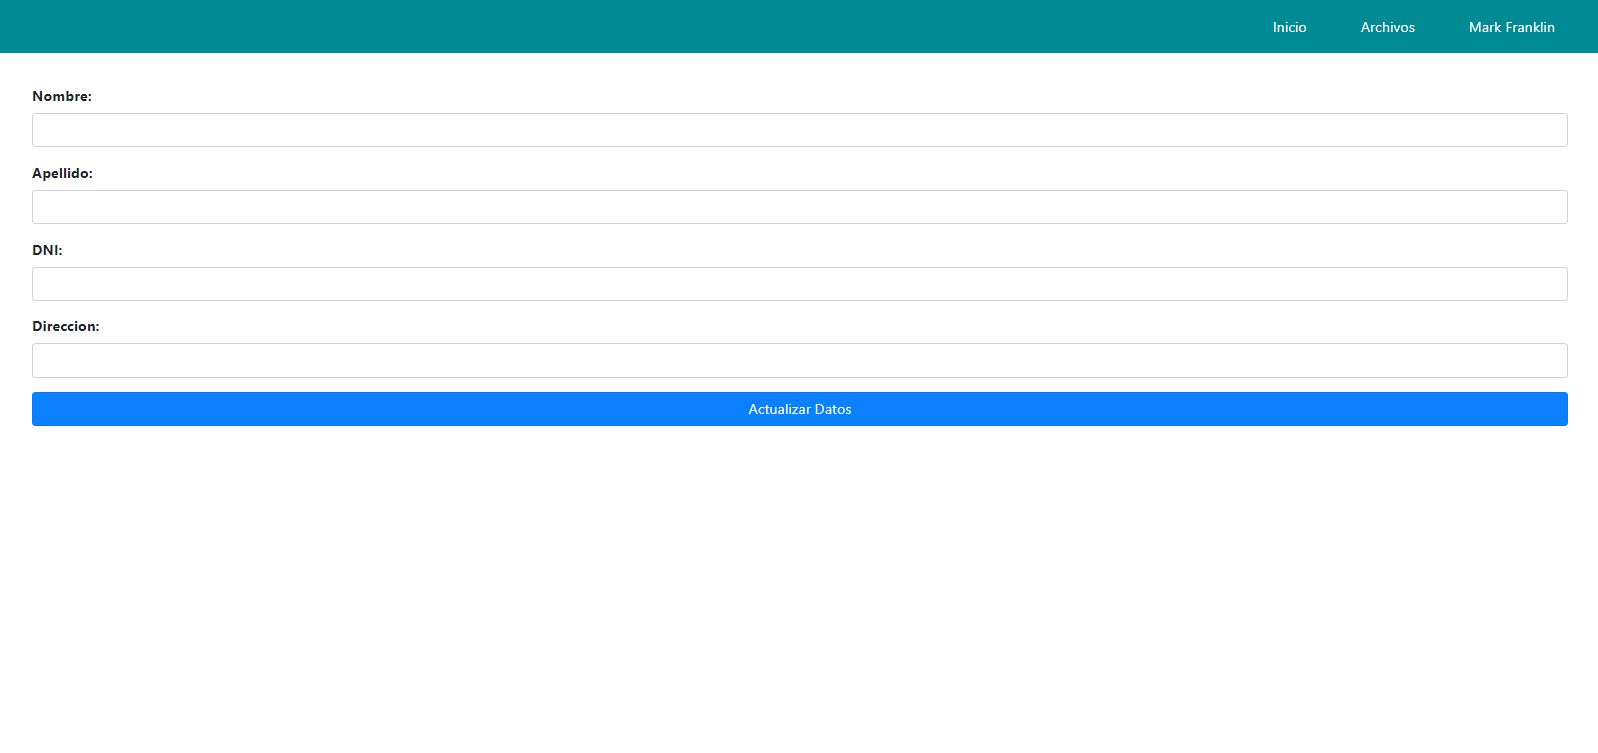 Inicio Archivos Mark Franklin
Nombre:
Apellido:
DNI:
Direccion:
Actualizar Datos